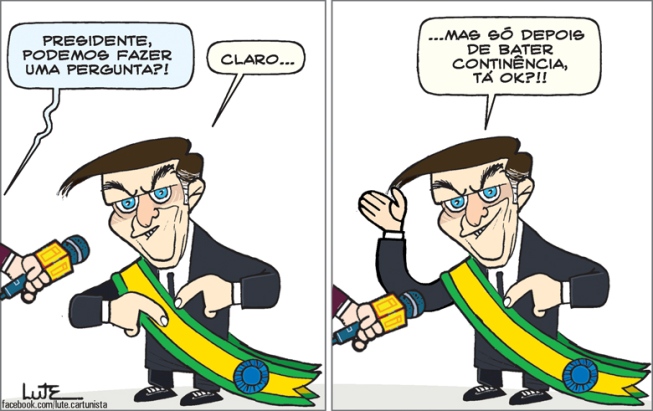 PRESIDENTE,
PODEMOS FAZER
UMA PERGUNTA?!
CLARO...
...MAS SÓ DEPOIS
DE BATER
CONTINÊNCIA,
TÁ OK?!!
LUTE
facebook.com/lute.cartunista